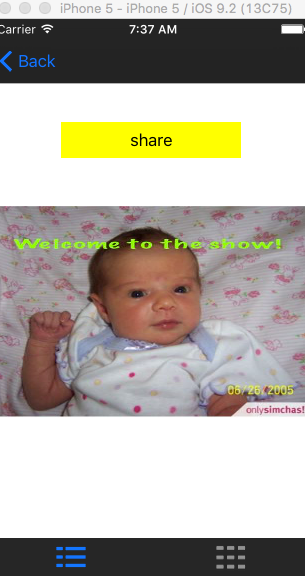 iPhone 5 - iPhone 5 / iOS 9.2 (13C75)
Carrier 7:37 AM
Back
share
Welcome to the show!
06/26/2005
onlysimchas!